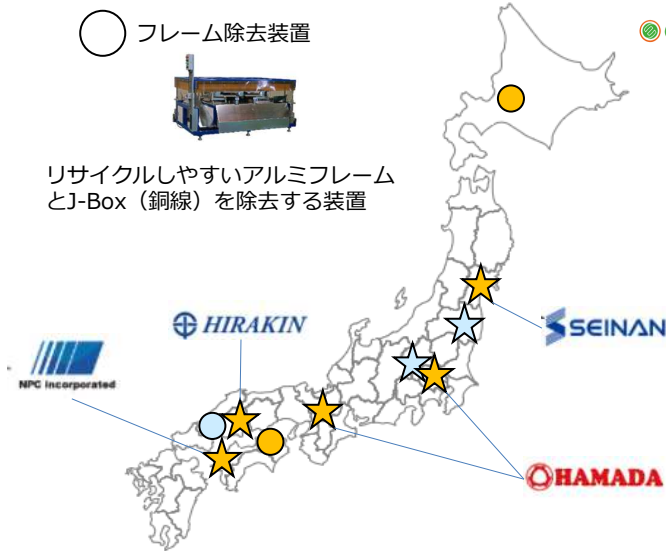 フレーム除去装置
リサイクルしやすいアルミフレーム
とJ-Box（銅線）を除去する装置
HIRAKIN
SEINAN
NPC incorporated
HAMADA